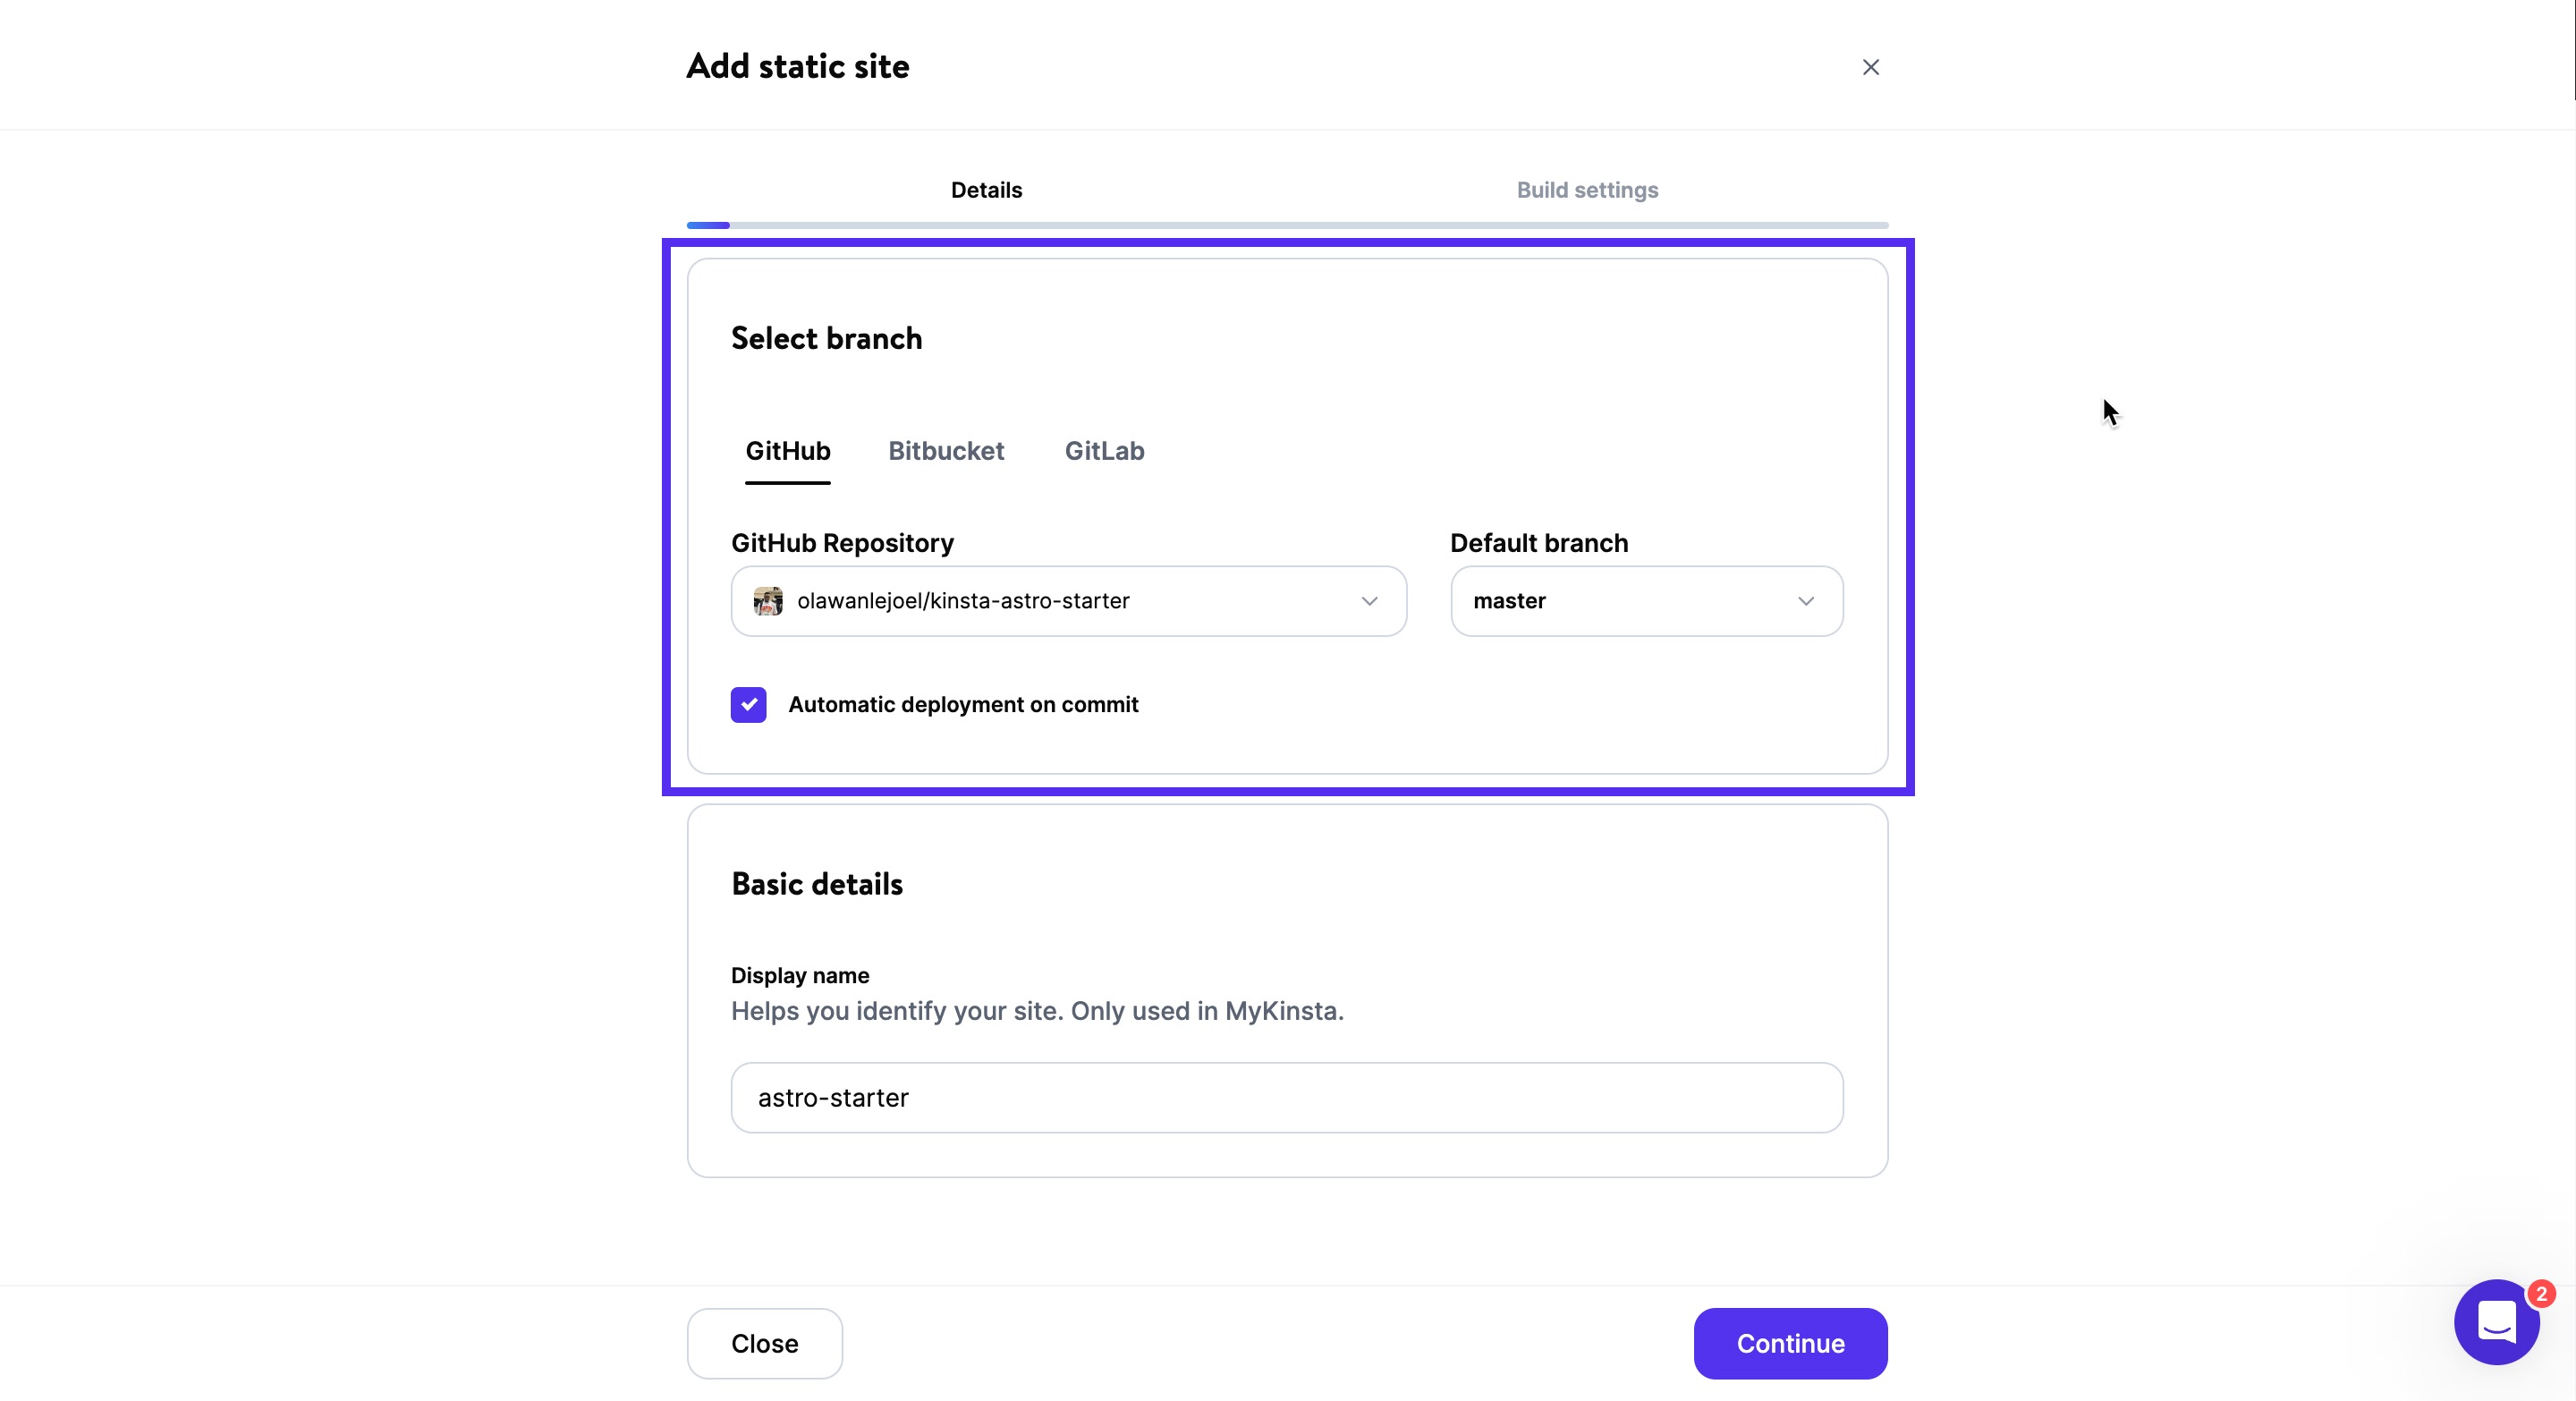 Add static site
Details
Build settings
Select branch
GitHub
Bitbucket
GitLab
GitHub Repository
Default branch
olawanlejoel/kinsta-astro-starter
master
Automatic deployment on commit
Basic details
Display name
Helps you identify your site. Only used in MyKinsta.
astro-starter
Close
Continue
2